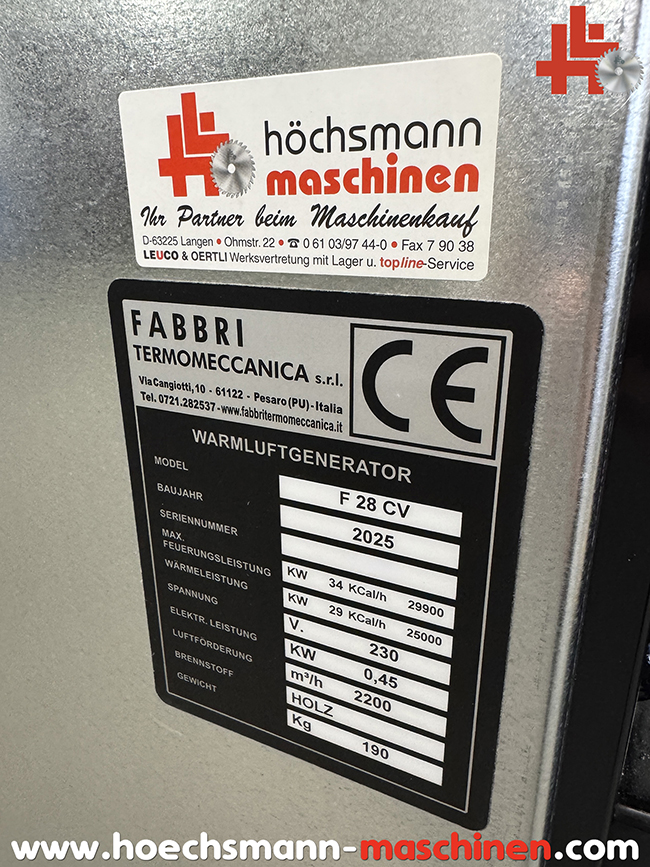 höchsmann
maschinen
Ihr Partner beim Maschinenkauf
D-63225 Langen • Ohmstr. 22 • ☎ 0 61 03/97 44-0 • Fax 7 90 38
LEUCO & OERTLI Werksvertretung mit Lager u. topline-Service
FABBRI
TERMOMECCANICA s.r.l.
Via Cangiotti,10 - 61122 - Pesaro (PU)-Italia
Tel. 0721.282537-www.fabbritermomeccanica.it
CE
WARMLUFTGENERATOR
MODEL F 28 CV
BAUJAHR 2025
SERIENNUMMER
MAX.
FEUERUNGSLEISTUNG KW 34 KCal/h 29900
WÄRMELEISTUNG KW 29 KCal/h 25000
SPANNUNG V. 230
ELEKTR. LEISTUNG KW 0,45
LUFTFÖRDERUNG m³/h 2200
BRENNSTOFF HOLZ
GEWICHT Kg 190
www.hoechsmann-maschinen.com